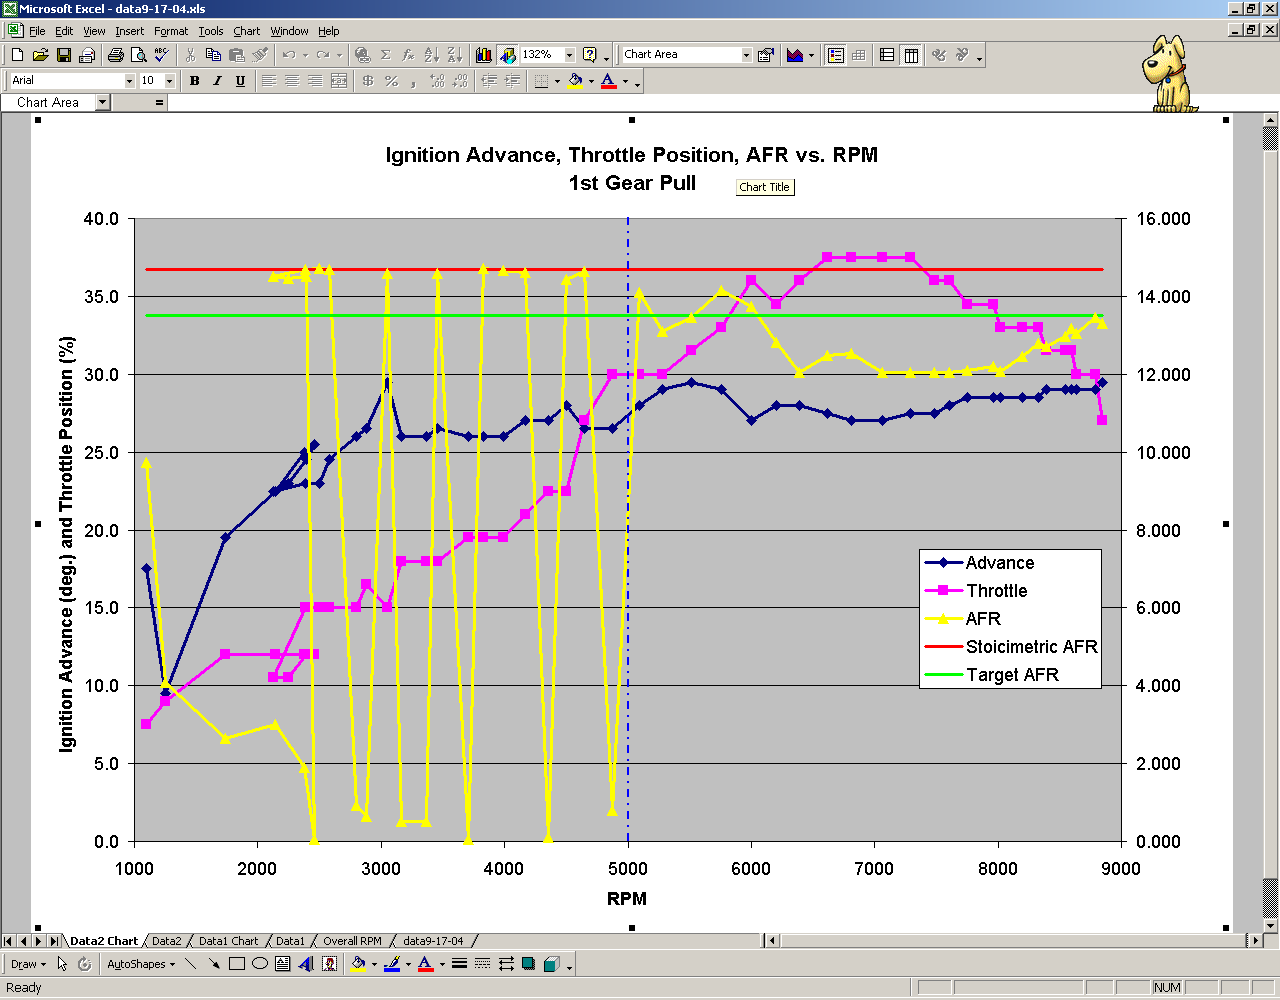 Microsoft Excel - data9-17-04.xls
File Edit View Insert Format Tools Chart Window Help
ABC 132% Chart Area
Arial 10 B I U $ % ,
Chart Area =
Ignition Advance, Throttle Position, AFR vs. RPM
1st Gear Pull
Chart Title
40.0 16.000
35.0 14.000
30.0 12.000
25.0 10.000
20.0 8.000
15.0 6.000
10.0 4.000
5.0 2.000
0.0 0.000
Ignition Advance (deg.) and Throttle Position (%)
Advance
Throttle
AFR
Stoicimetric AFR
Target AFR
1000 2000 3000 4000 5000 6000 7000 8000 9000
RPM
Data2 Chart Data2 Data1 Chart Data1 Overall RPM data9-17-04
Draw AutoShapes
Ready NUM